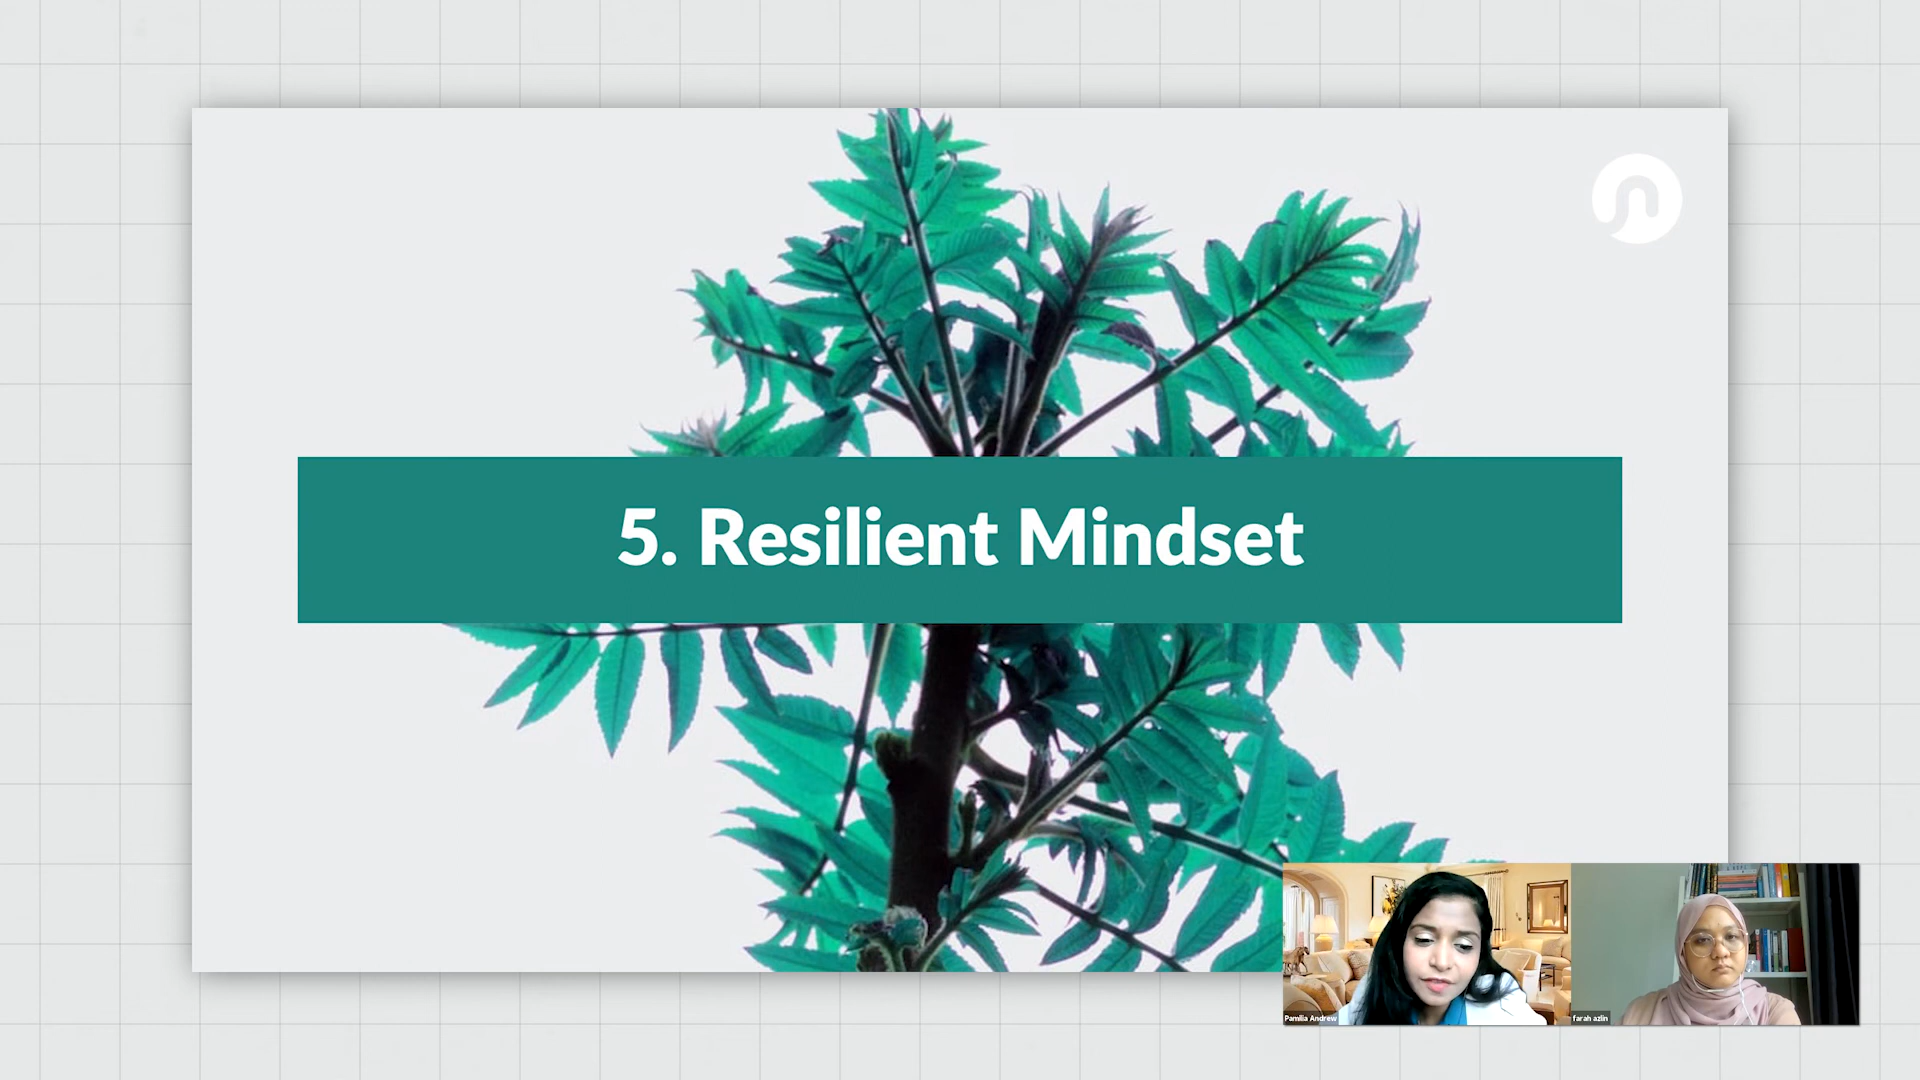 5. Resilient Mindset
Pamilia Andrew
farah azlin